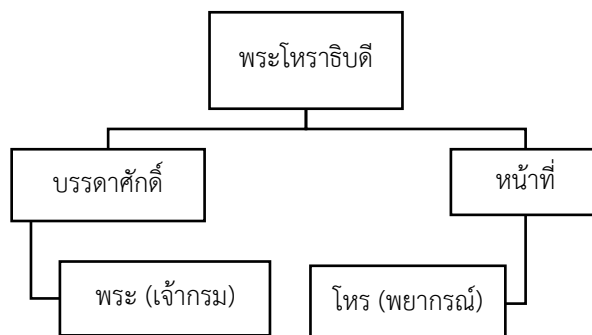 พระโหราธิบดี
บรรดาศักดิ์
หน้าที่
พระ (เจ้ากรม)
โหร (พยากรณ์)